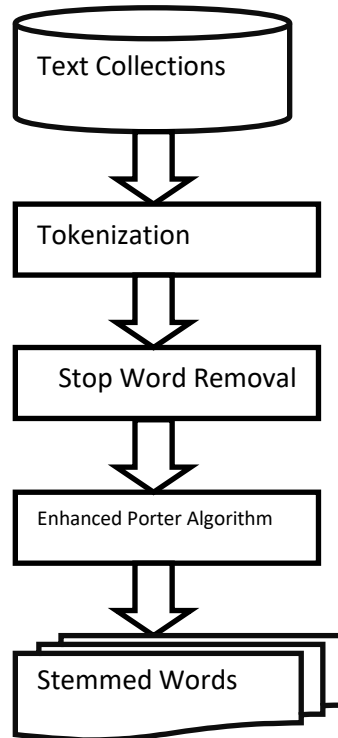 Text Collections
Tokenization
Stop Word Removal
Enhanced Porter Algorithm
Stemmed Words